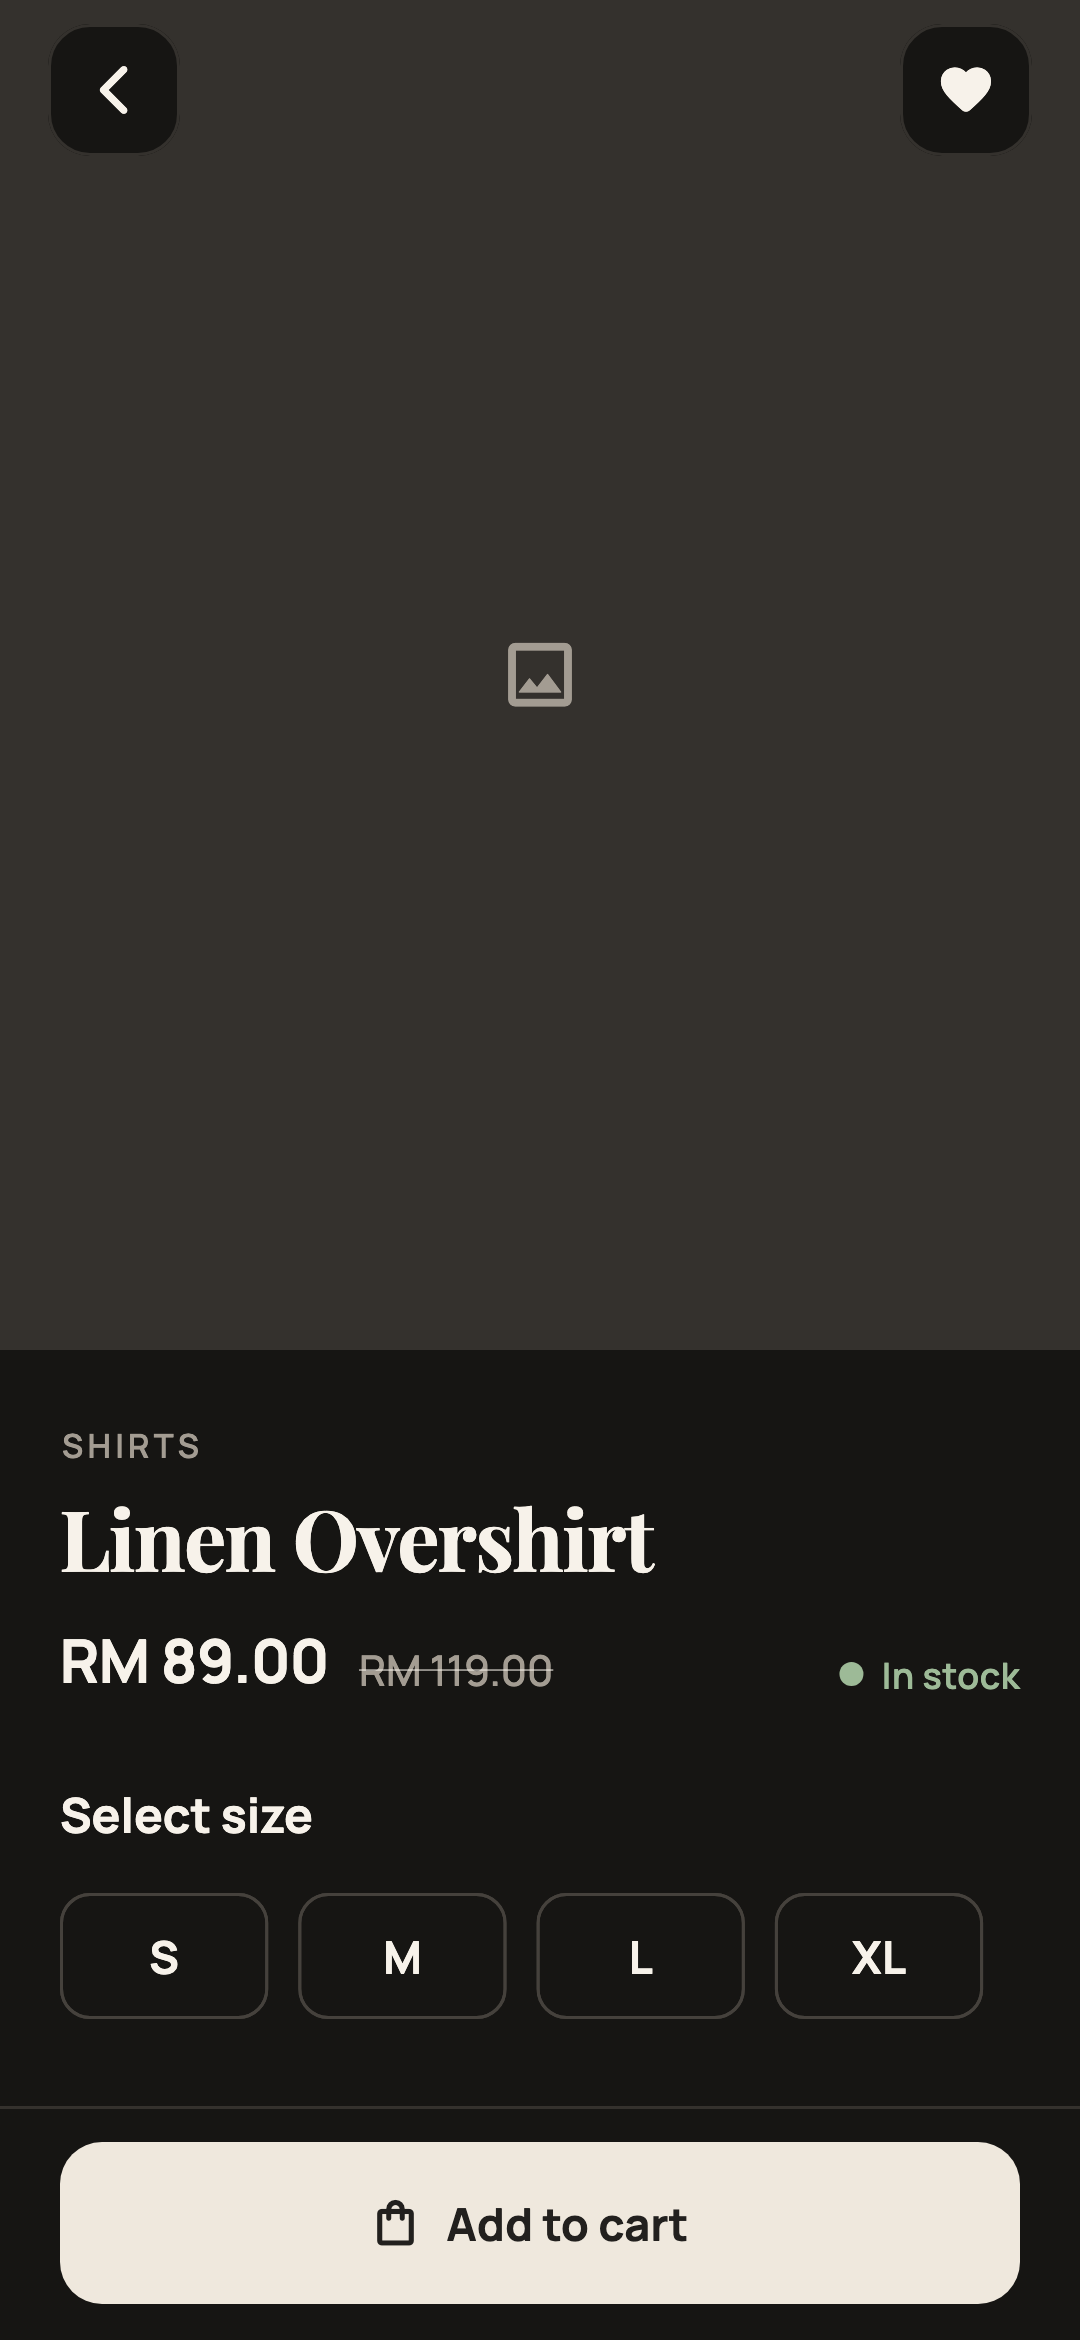 SHIRTS
Linen Overshirt
RM 89.00 RM 119.00 In stock
Select size
S M L XL
Add to cart